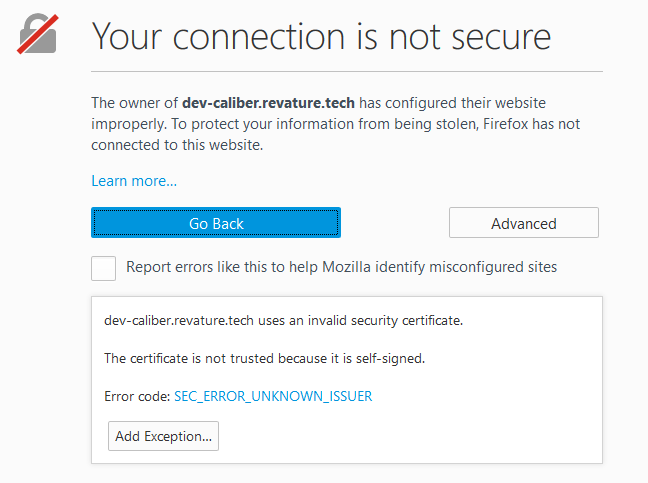 Your connection is not secure
The owner of dev-caliber.revature.tech has configured their website
improperly. To protect your information from being stolen, Firefox has not
connected to this website.
Learn more...
Go Back
Advanced
Report errors like this to help Mozilla identify misconfigured sites
dev-caliber.revature.tech uses an invalid security certificate.
The certificate is not trusted because it is self-signed.
Error code: SEC_ERROR_UNKNOWN_ISSUER
Add Exception...